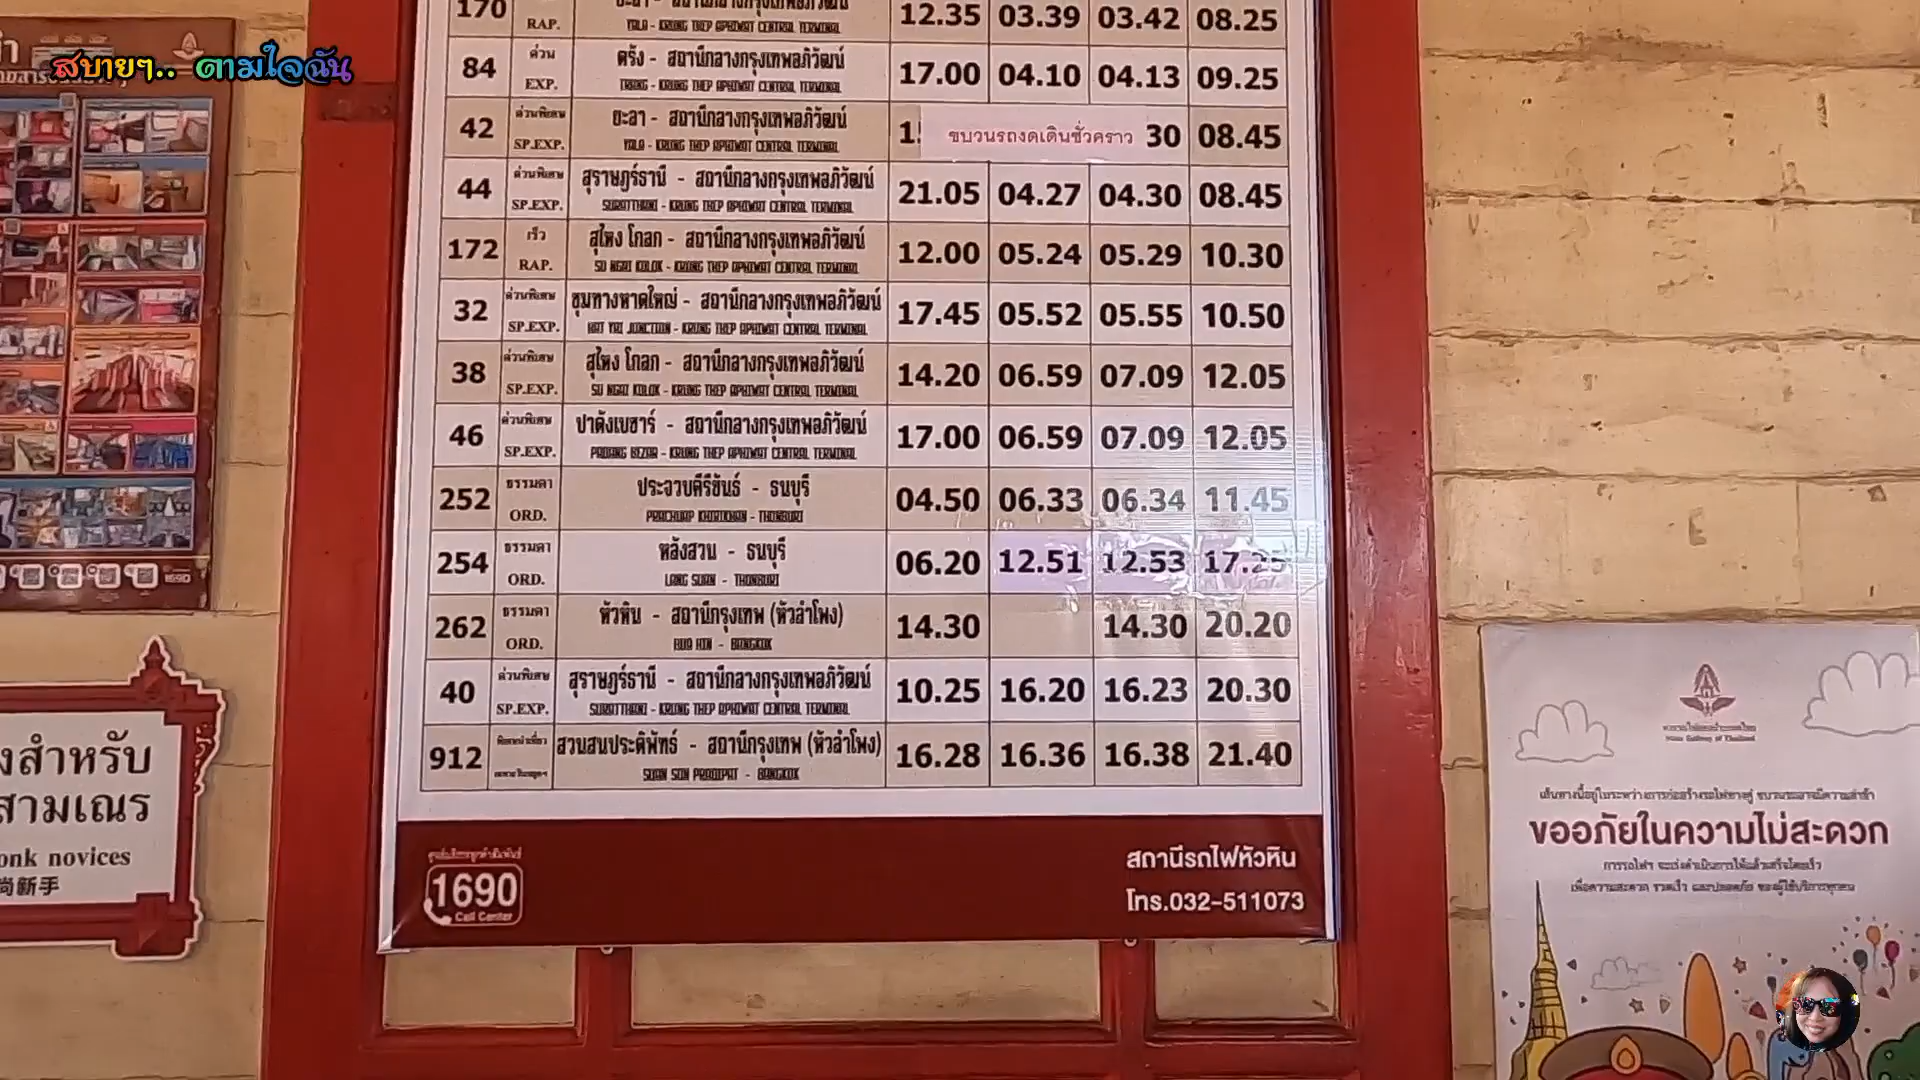 สบายๆ.. ตามใจฉัน
170 RAP. ยะลา - สถานีกลางกรุงเทพอภิวัฒน์ 12.35 03.39 03.42 08.25
YALA - KRUNG THEP APHIWAT CENTRAL TERMINAL
84 ด่วน ตรัง - สถานีกลางกรุงเทพอภิวัฒน์ 17.00 04.10 04.13 09.25
EXP. TRANG - KRUNG THEP APHIWAT CENTRAL TERMINAL
42 ด่วนพิเศษ ยะลา - สถานีกลางกรุงเทพอภิวัฒน์ ขบวนรถงดเดินชั่วคราว 30 08.45
SP.EXP. YALA - KRUNG THEP APHIWAT CENTRAL TERMINAL
44 ด่วนพิเศษ สุราษฎร์ธานี - สถานีกลางกรุงเทพอภิวัฒน์ 21.05 04.27 04.30 08.45
SP.EXP. SURATTHANI - KRUNG THEP APHIWAT CENTRAL TERMINAL
172 เร็ว สุไหง โกลก - สถานีกลางกรุงเทพอภิวัฒน์ 12.00 05.24 05.29 10.30
RAP. SU NGAI KOLOK - KRUNG THEP APHIWAT CENTRAL TERMINAL
32 ด่วนพิเศษ ชุมทางหาดใหญ่ - สถานีกลางกรุงเทพอภิวัฒน์ 17.45 05.52 05.55 10.50
SP.EXP. HAT YAI JUNCTION - KRUNG THEP APHIWAT CENTRAL TERMINAL
38 ด่วนพิเศษ สุไหง โกลก - สถานีกลางกรุงเทพอภิวัฒน์ 14.20 06.59 07.09 12.05
SP.EXP. SU NGAI KOLOK - KRUNG THEP APHIWAT CENTRAL TERMINAL
46 ด่วนพิเศษ ปาดังเบซาร์ - สถานีกลางกรุงเทพอภิวัฒน์ 17.00 06.59 07.09 12.05
SP.EXP. PADANG BEZAR - KRUNG THEP APHIWAT CENTRAL TERMINAL
252 ธรรมดา ประจวบคีรีขันธ์ - ธนบุรี 04.50 06.33 06.34 11.45
ORD. PRACHUAP KHIRIKHAN - THONBURI
254 ธรรมดา หลังสวน - ธนบุรี 06.20 12.51 12.53 17.25
ORD. LANG SUAN - THONBURI
262 ธรรมดา หัวหิน - สถานีกรุงเทพ (หัวลำโพง) 14.30 14.30 20.20
ORD. HUA HIN - BANGKOK
40 ด่วนพิเศษ สุราษฎร์ธานี - สถานีกลางกรุงเทพอภิวัฒน์ 10.25 16.20 16.23 20.30
SP.EXP. SURATTHANI - KRUNG THEP APHIWAT CENTRAL TERMINAL
912 สวนสนประดิพัทธ์ - สถานีกรุงเทพ (หัวลำโพง) 16.28 16.36 16.38 21.40
SUAN SON PRADIPAT - BANGKOK
1690
Call Center
สถานีรถไฟหัวหิน
โทร.032-511073
งสำหรับ
สามเณร
onk novices
尚新手
1690
ขออภัยในความไม่สะดวก